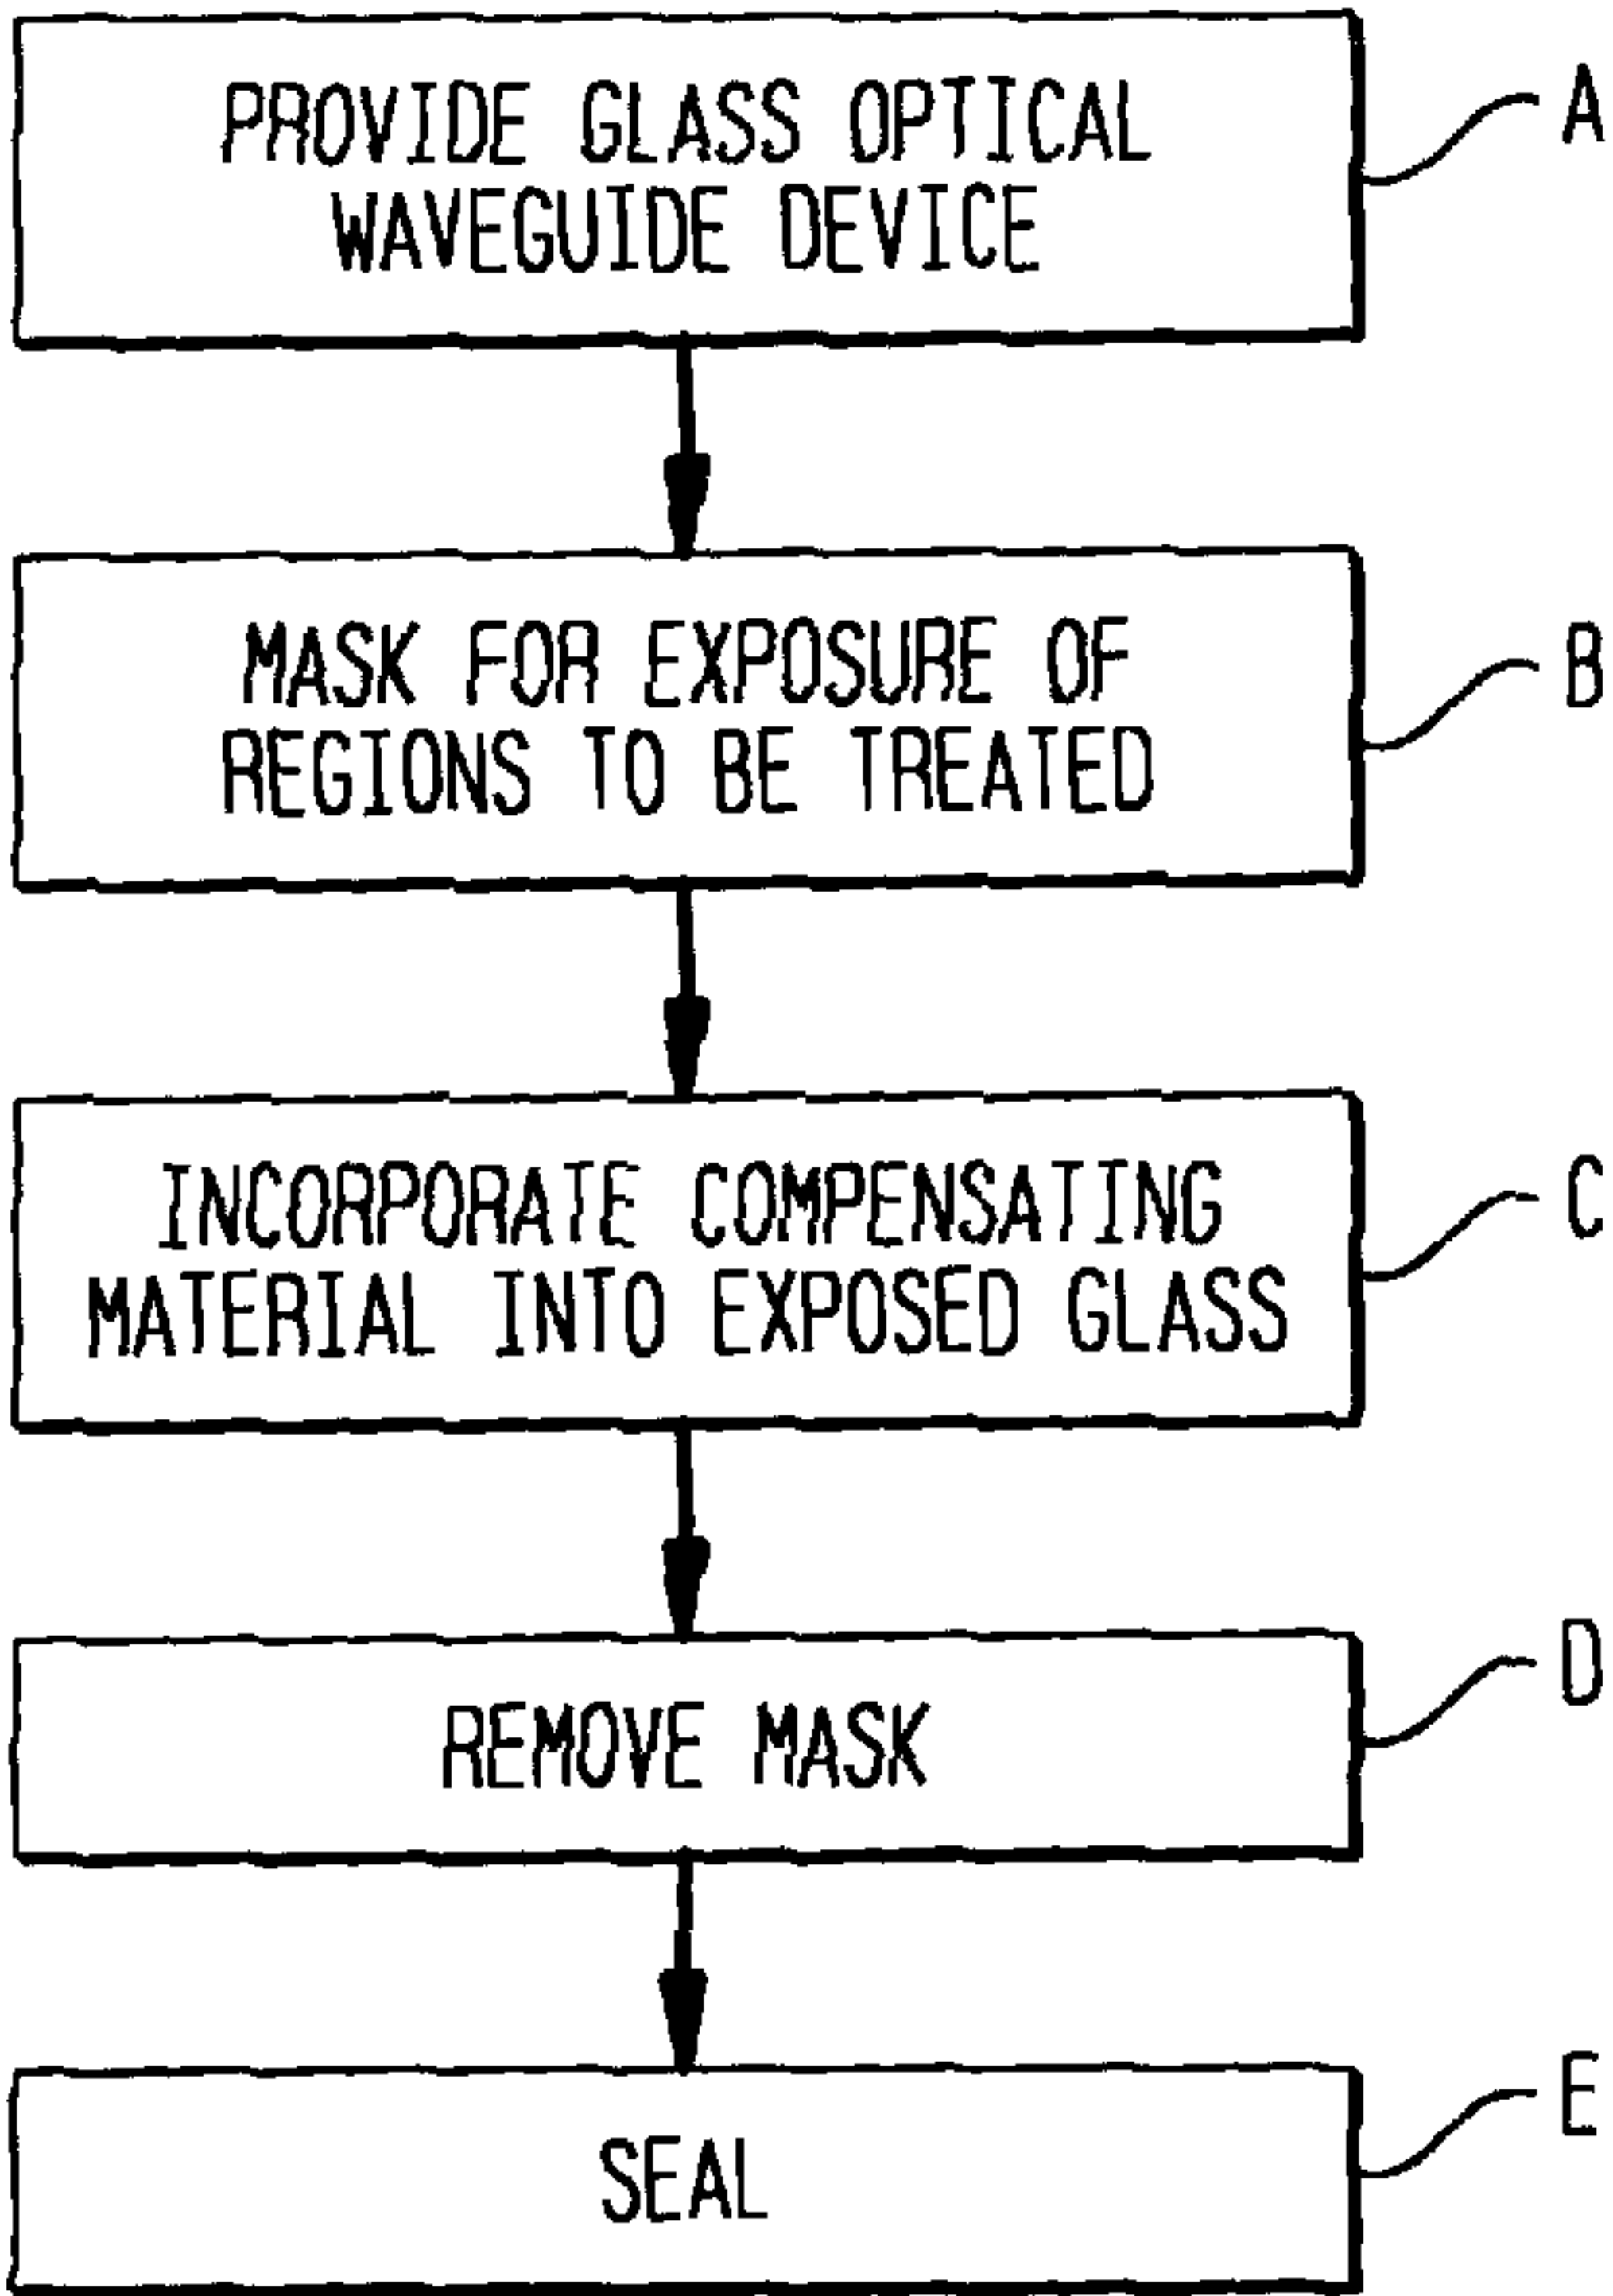 PROVIDE GLASS OPTICAL
WAVEGUIDE DEVICE
A
MASK FOR EXPOSURE OF
REGIONS TO BE TREATED
B
INCORPORATE COMPENSATING
MATERIAL INTO EXPOSED GLASS
C
REMOVE MASK
D
SEAL
E